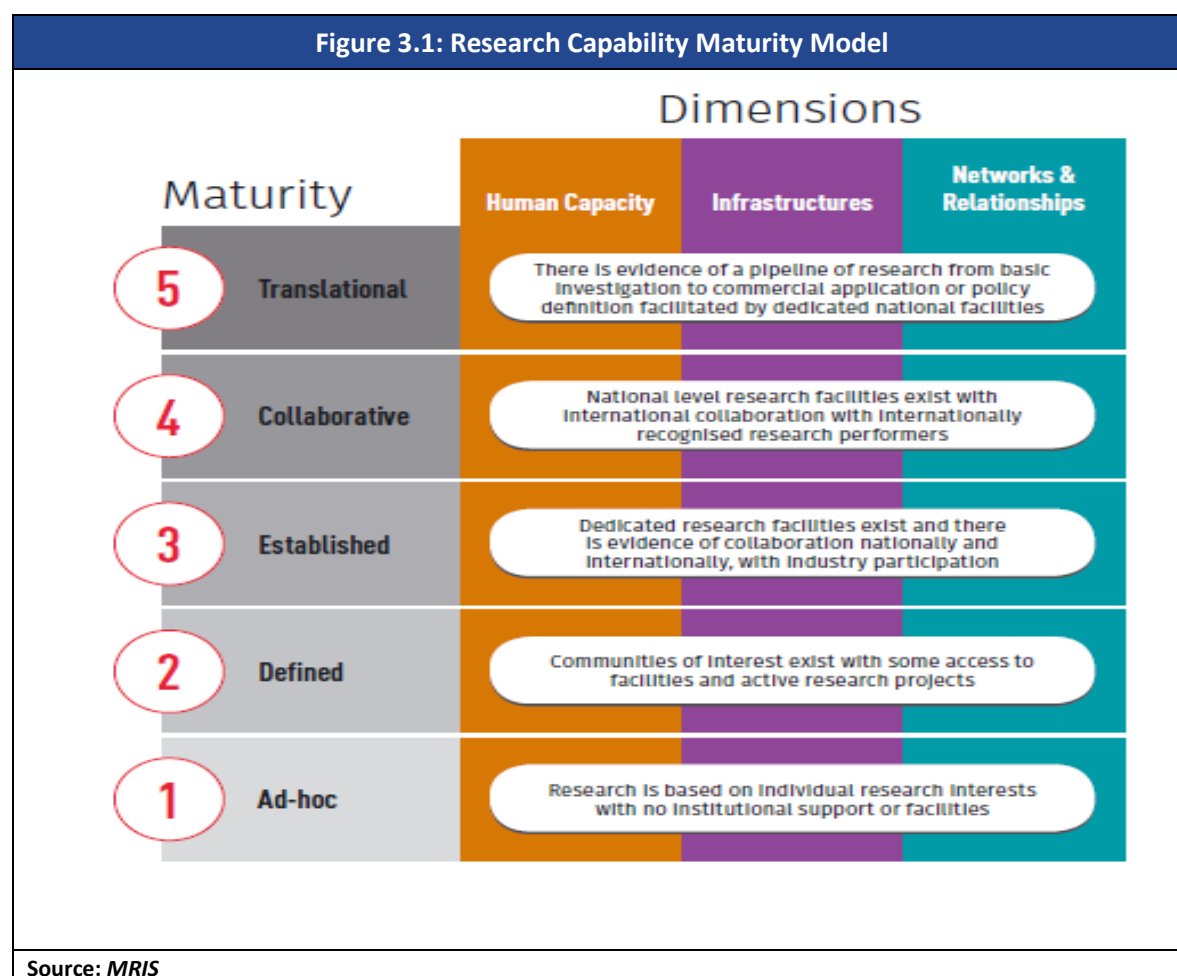 Figure 3.1: Research Capability Maturity Model
Dimensions
Maturity
Human Capacity
Infrastructures
Networks &
Relationships
5
Translational
There is evidence of a pipeline of research from basic
investigation to commercial application or policy
definition facilitated by dedicated national facilities
4
Collaborative
National level research facilities exist with
international collaboration with internationally
recognised research performers
3
Established
Dedicated research facilities exist and there
is evidence of collaboration nationally and
internationally, with industry participation
2
Defined
Communities of interest exist with some access to
facilities and active research projects
1
Ad-hoc
Research is based on individual research interests
with no institutional support or facilities
Source: MRIS